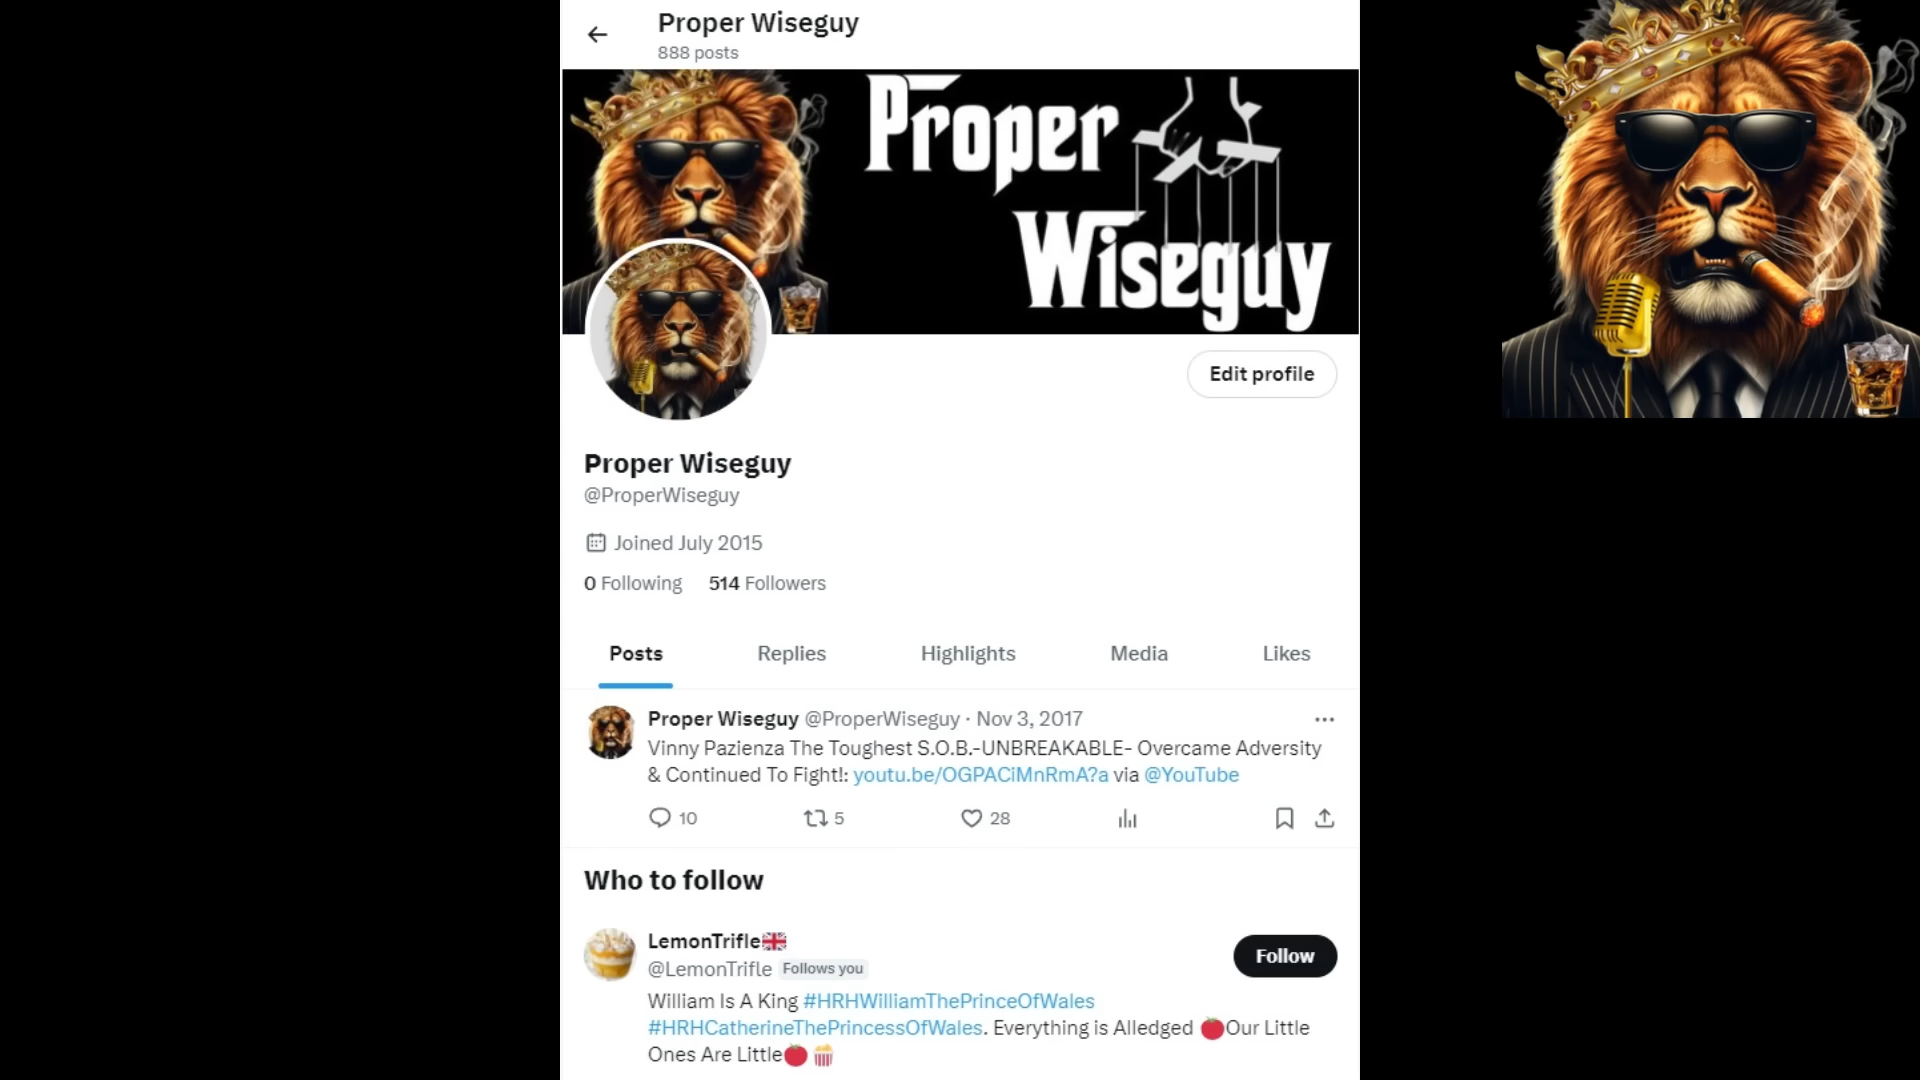 Proper Wiseguy
888 posts
Proper
Wiseguy
Edit profile
Proper Wiseguy
@ProperWiseguy
Joined July 2015
0 Following 514 Followers
Posts Replies Highlights Media Likes
Proper Wiseguy @ProperWiseguy · Nov 3, 2017
Vinny Pazienza The Toughest S.O.B.-UNBREAKABLE- Overcame Adversity
& Continued To Fight!: youtu.be/OGPACiMnRmA?a via @YouTube
10 5 28
Who to follow
LemonTrifle🇬🇧
@LemonTrifle Follows you
Follow
William Is A King #HRHWilliamThePrinceOfWales
#HRHCatherineThePrincessOfWales. Everything is Alledged 🍅Our Little
Ones Are Little🍅 🍿